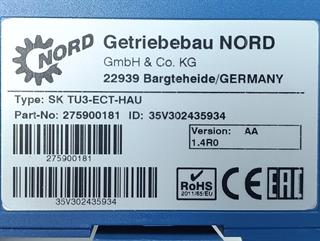 NORD
Getriebebau NORD
GmbH & Co. KG
22939 Bargteheide/GERMANY
Type: SK TU3-ECT-HAU
Part-No: 275900181 ID: 35V302435934
275900181
35V302435934
Version: AA
1.4R0
RoHS
2011/65/EU
CE
EAC